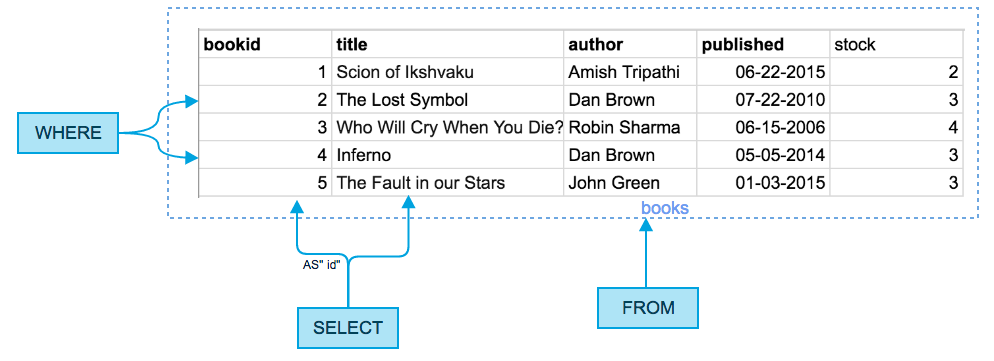 bookid title author published stock
1 Scion of Ikshvaku Amish Tripathi 06-22-2015 2
2 The Lost Symbol Dan Brown 07-22-2010 3
WHERE
3 Who Will Cry When You Die? Robin Sharma 06-15-2006 4
4 Inferno Dan Brown 05-05-2014 3
5 The Fault in our Stars John Green 01-03-2015 3
books
AS" id"
SELECT
FROM